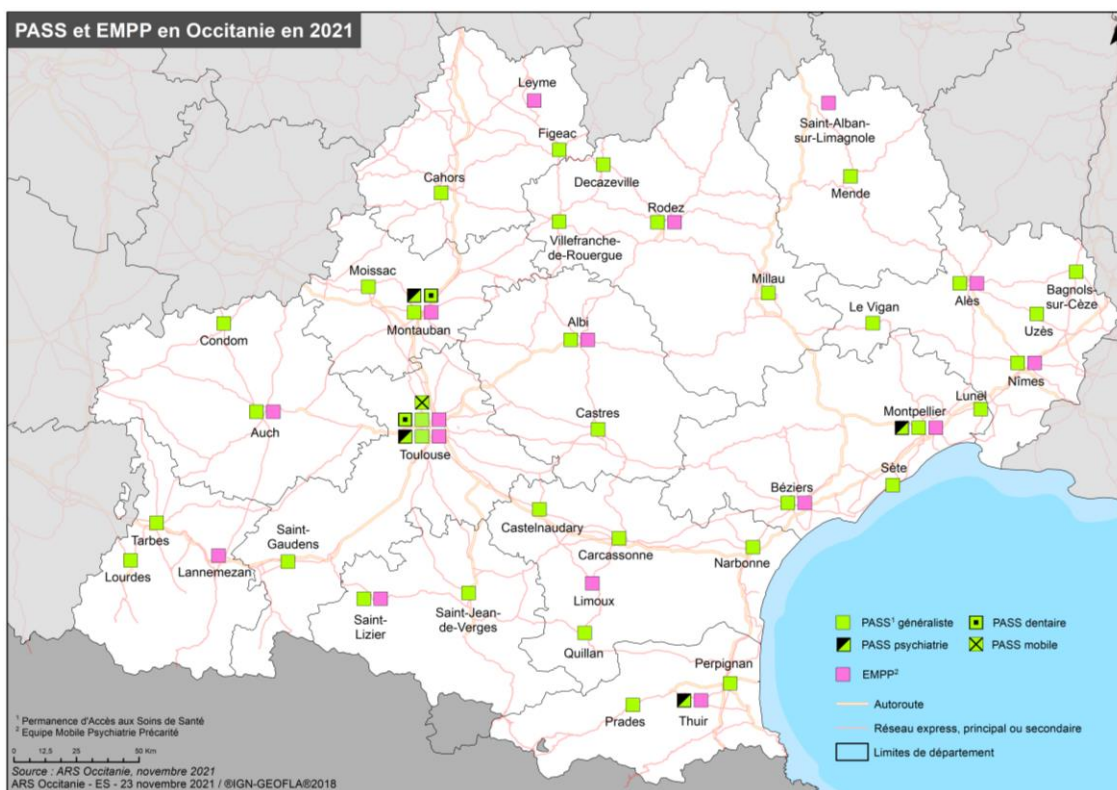 PASS et EMPP en Occitanie en 2021
Leyme
Saint-Alban-
sur-Limagnole
Figeac
Decazeville
Cahors
Mende
Rodez
Villefranche-
de-Rouergue
Moissac
Millau
Alès
Bagnols-
sur-Cèze
Le Vigan
Uzès
Montauban
Condom
Albi
Nîmes
Lunel
Auch
Castres
Montpellier
Toulouse
Sète
Béziers
Castelnaudary
Tarbes
Saint-
Gaudens
Carcassonne
Narbonne
Lourdes
Lannemezan
Limoux
Saint-
Lizier
Saint-Jean-
de-Verges
Quillan
Perpignan
Prades
Thuir
PASS¹ généraliste
PASS dentaire
PASS psychiatrie
PASS mobile
EMPP²
Autoroute
Réseau express, principal ou secondaire
Limites de département
¹ Permanence d'Accès aux Soins de Santé
² Equipe Mobile Psychiatrie Précarité
0 12.5 25 50 Km
Source : ARS Occitanie, novembre 2021
ARS Occitanie - ES - 23 novembre 2021 / ®IGN-GEOFLA®2018